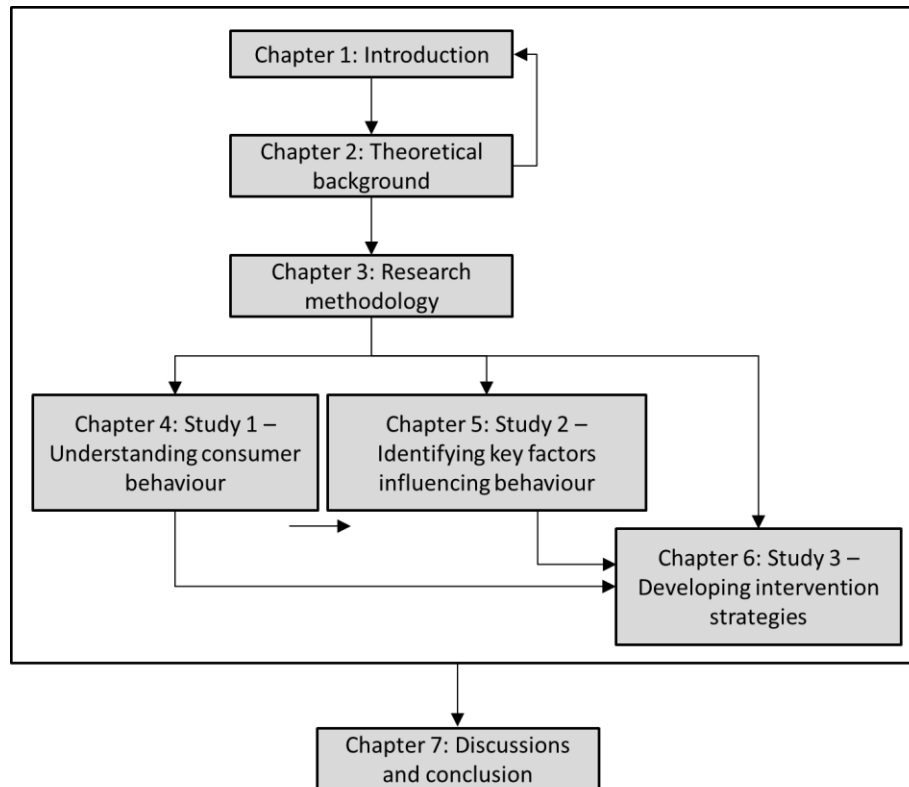 Chapter 1: Introduction
Chapter 2: Theoretical
background
Chapter 3: Research
methodology
Chapter 4: Study 1 –
Understanding consumer
behaviour
Chapter 5: Study 2 –
Identifying key factors
influencing behaviour
Chapter 6: Study 3 –
Developing intervention
strategies
Chapter 7: Discussions
and conclusion